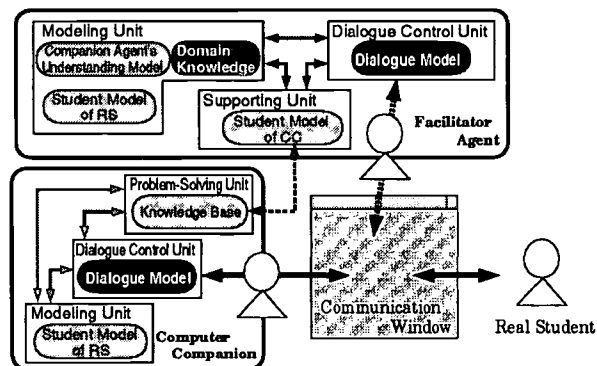 Modeling Unit
Companion Agent's
Understanding Model
Domain
Knowledge
Student Model
of RS
Dialogue Control Unit
Dialogue Model
Supporting Unit
Student Model
of CC
Facilitator
Agent
Problem-Solving Unit
Knowledge Base
Dialogue Control Unit
Dialogue Model
Modeling Unit
Student Model
of RS
Computer
Companion
Communication
Window
Real Student